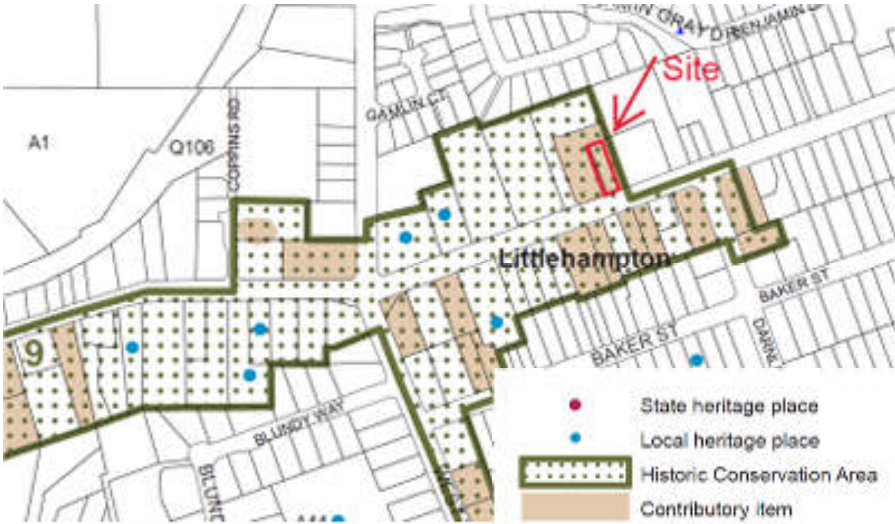 Site
A1
Q106
COPPINS RD
GAMLIN CT
Littlehampton
BAKER ST
BAKER ST
9
BLUNDY WAY
State heritage place
Local heritage place
Historic Conservation Area
Contributory item